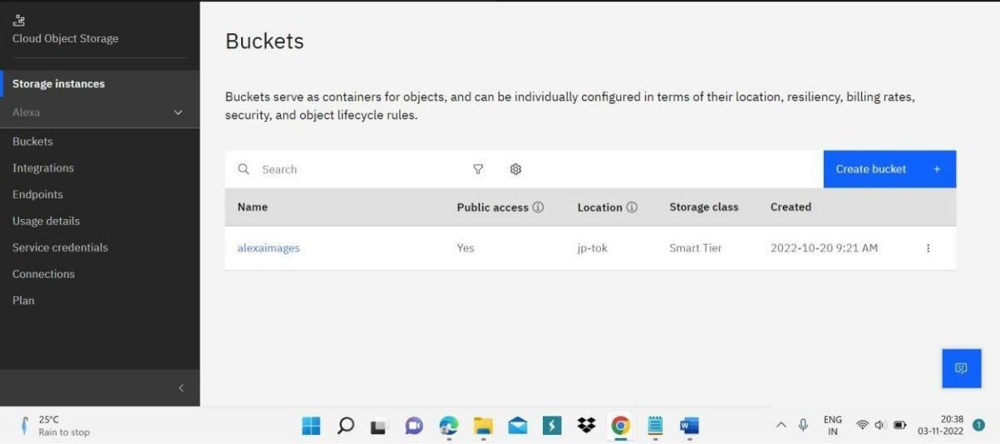 Cloud Object Storage
Storage instances
Alexa
Buckets
Integrations
Endpoints
Usage details
Service credentials
Connections
Plan
Buckets
Buckets serve as containers for objects, and can be individually configured in terms of their location, resiliency, billing rates,
security, and object lifecycle rules.
Search
Create bucket +
Name Public access Location Storage class Created
alexaimages Yes jp-tok Smart Tier 2022-10-20 9:21 AM
25°C
Rain to stop
ENG
IN
20:38
03-11-2022
1